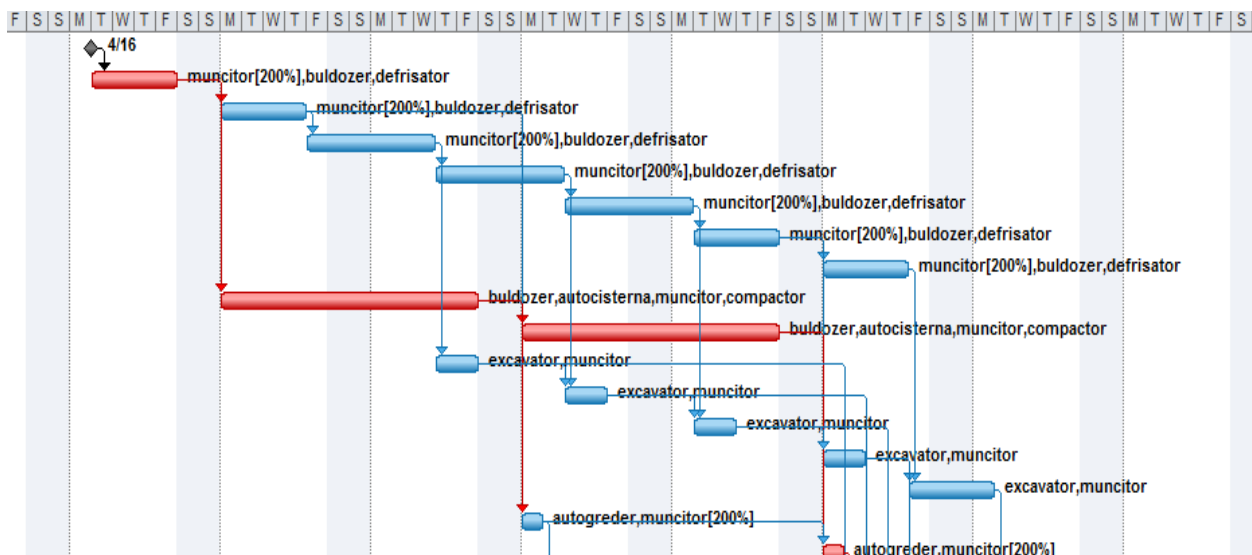 F S S M T W T F S S M T W T F S S M T W T F S S M T W T F S S M T W T F S S M T W T F S S M T W T F S S M T W T F S
4/16
muncitor[200%],buldozer,defrisator
muncitor[200%],buldozer,defrisator
muncitor[200%],buldozer,defrisator
muncitor[200%],buldozer,defrisator
muncitor[200%],buldozer,defrisator
muncitor[200%],buldozer,defrisator
muncitor[200%],buldozer,defrisator
buldozer,autocisterna,muncitor,compactor
buldozer,autocisterna,muncitor,compactor
excavator,muncitor
excavator,muncitor
excavator,muncitor
excavator,muncitor
excavator,muncitor
autogreder,muncitor[200%]
autogreder,muncitor[200%]